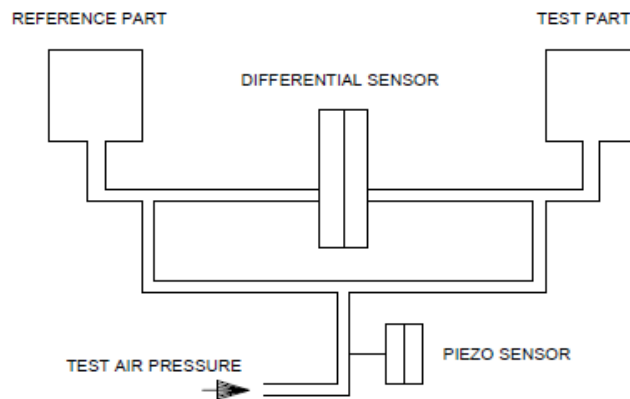 REFERENCE PART
TEST PART
DIFFERENTIAL SENSOR
TEST AIR PRESSURE
PIEZO SENSOR